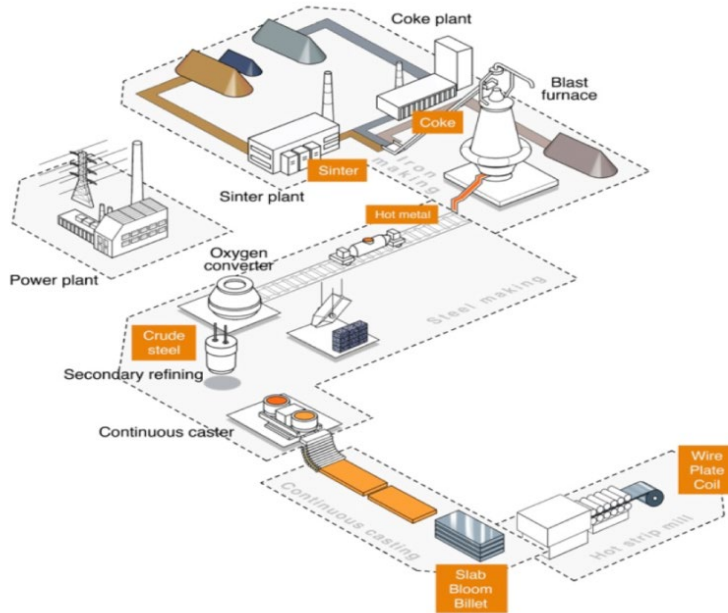 Coke plant
Blast
furnace
Coke
Sinter
Iron
making
Sinter plant
Hot metal
Power plant
Oxygen
converter
Steel making
Crude
steel
Secondary refining
Continuous caster
Wire
Plate
Coil
Continuous casting
Hot strip mill
Slab
Bloom
Billet